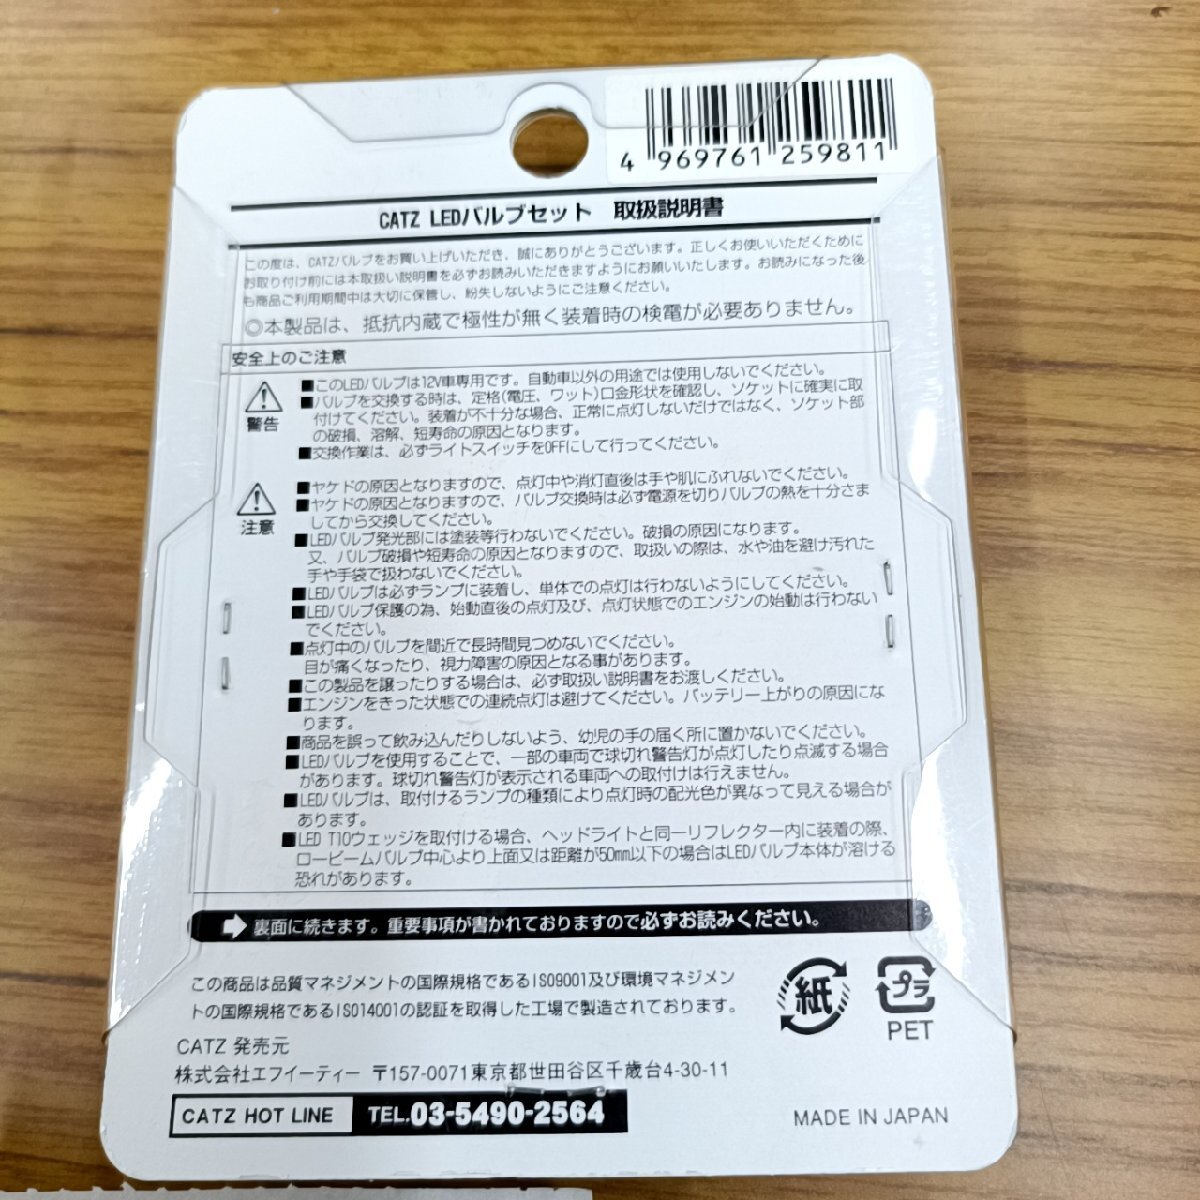 4 969761 259811
CATZ LEDバルブセット 取扱説明書
この度は、CATZバルブをお買い上げいただき、誠にありがとうございます。正しくお使いいただくために
お取り付け前には本取扱い説明書を必ずお読みいただきますようにお願いいたします。お読みになった後
も商品ご利用期間中は大切に保管し、紛失しないようにご注意ください。
◎本製品は、抵抗内蔵で極性が無く装着時の検電が必要ありません。
安全上のご注意
警告
■このLEDバルブは12V車専用です。自動車以外の用途では使用しないでください。
■バルブを交換する時は、定格(電圧、ワット)口金形状を確認し、ソケットに確実に取
付けてください。装着が不十分な場合、正常に点灯しないだけではなく、ソケット部
の破損、溶解、短寿命の原因となります。
■交換作業は、必ずライトスイッチをOFFにして行ってください。
注意
■ヤケドの原因となりますので、点灯中や消灯直後は手や肌にふれないでください。
■ヤケドの原因となりますので、バルブ交換時は必ず電源を切りバルブの熱を十分さま
してから交換してください。
■LEDバルブ発光部には塗装等行わないでください。破損の原因になります。
又、バルブ破損や短寿命の原因となりますので、取扱いの際は、水や油を避け汚れた
手や手袋で扱わないでください。
■LEDバルブは必ずランプに装着し、単体での点灯は行わないようにしてください。
■LEDバルブ保護の為、始動直後の点灯及び、点灯状態でのエンジンの始動は行わない
でください。
■点灯中のバルブを間近で長時間見つめないでください。
目が痛くなったり、視力障害の原因となる事があります。
■この製品を譲ったりする場合は、必ず取扱い説明書をお渡しください。
■エンジンをきった状態での連続点灯は避けてください。バッテリー上がりの原因にな
ります。
■商品を誤って飲み込んだりしないよう、幼児の手の届く所に置かないでください。
■LEDバルブを使用することで、一部の車両で球切れ警告灯が点灯したり点滅する場合
があります。球切れ警告灯が表示される車両への取付けは行えません。
■LEDバルブは、取付けるランプの種類により点灯時の配光色が異なって見える場合が
あります。
■LED T10ウェッジを取付ける場合、ヘッドライトと同一リフレクター内に装着の際、
ロービームバルブ中心より上面又は距離が50mm以下の場合はLEDバルブ本体が溶ける
恐れがあります。
裏面に続きます。重要事項が書かれておりますので必ずお読みください。
この商品は品質マネジメントの国際規格であるISO9001及び環境マネジメン
トの国際規格であるISO14001の認証を取得した工場で製造されております。
紙
プラ
PET
CATZ 発売元
株式会社エフイーティー 〒157-0071東京都世田谷区千歳台4-30-11
CATZ HOT LINE TEL.03-5490-2564
MADE IN JAPAN